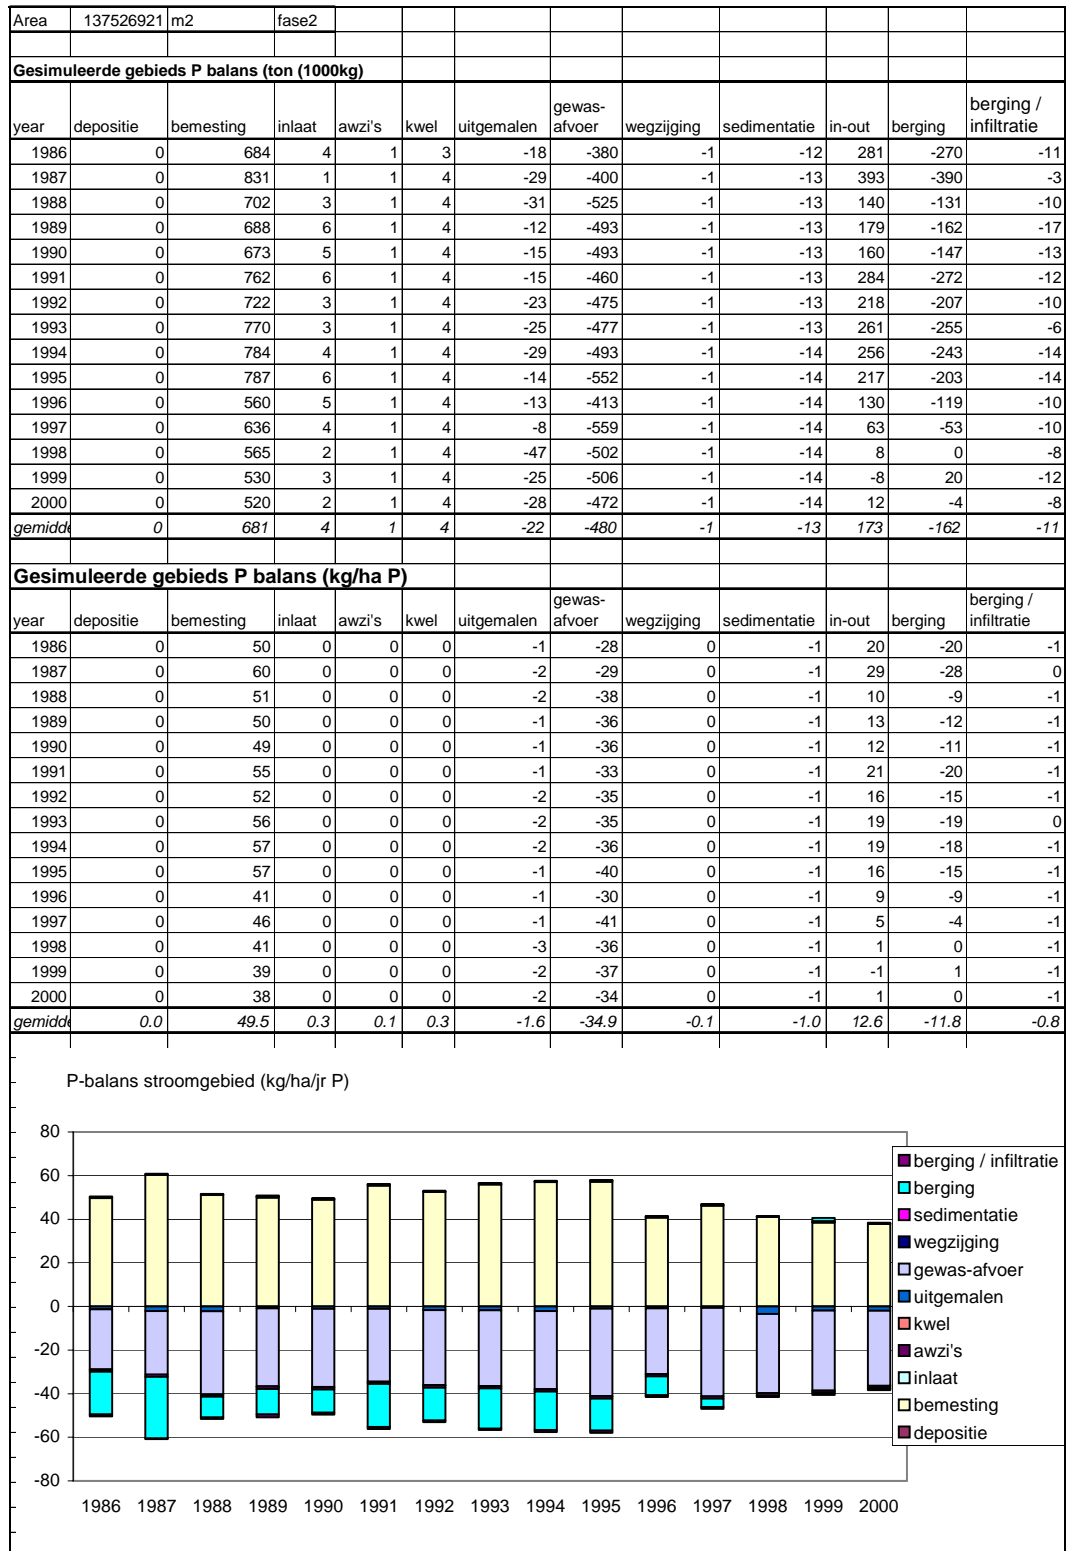 Area 137526921 m2 fase2
Gesimuleerde gebieds P balans (ton (1000kg)
year depositie bemesting inlaat awzi's kwel uitgemalen gewas-afvoer wegzijging sedimentatie in-out berging berging / infiltratie
1986 0 684 4 1 3 -18 -380 -1 -12 281 -270 -11
1987 0 831 1 1 4 -29 -400 -1 -13 393 -390 -3
1988 0 702 3 1 4 -31 -525 -1 -13 140 -131 -10
1989 0 688 6 1 4 -12 -493 -1 -13 179 -162 -17
1990 0 673 5 1 4 -15 -493 -1 -13 160 -147 -13
1991 0 762 6 1 4 -15 -460 -1 -13 284 -272 -12
1992 0 722 3 1 4 -23 -475 -1 -13 218 -207 -10
1993 0 770 3 1 4 -25 -477 -1 -13 261 -255 -6
1994 0 784 4 1 4 -29 -493 -1 -14 256 -243 -14
1995 0 787 6 1 4 -14 -552 -1 -14 217 -203 -14
1996 0 560 5 1 4 -13 -413 -1 -14 130 -119 -10
1997 0 636 4 1 4 -8 -559 -1 -14 63 -53 -10
1998 0 565 2 1 4 -47 -502 -1 -14 8 0 -8
1999 0 530 3 1 4 -25 -506 -1 -14 -8 20 -12
2000 0 520 2 1 4 -28 -472 -1 -14 12 -4 -8
gemidde 0 681 4 1 4 -22 -480 -1 -13 173 -162 -11
Gesimuleerde gebieds P balans (kg/ha P)
year depositie bemesting inlaat awzi's kwel uitgemalen gewas-afvoer wegzijging sedimentatie in-out berging berging / infiltratie
1986 0 50 0 0 0 -1 -28 0 -1 20 -20 -1
1987 0 60 0 0 0 -2 -29 0 -1 29 -28 0
1988 0 51 0 0 0 -2 -38 0 -1 10 -9 -1
1989 0 50 0 0 0 -1 -36 0 -1 13 -12 -1
1990 0 49 0 0 0 -1 -36 0 -1 12 -11 -1
1991 0 55 0 0 0 -1 -33 0 -1 21 -20 -1
1992 0 52 0 0 0 -2 -35 0 -1 16 -15 -1
1993 0 56 0 0 0 -2 -35 0 -1 19 -19 0
1994 0 57 0 0 0 -2 -36 0 -1 19 -18 -1
1995 0 57 0 0 0 -1 -40 0 -1 16 -15 -1
1996 0 41 0 0 0 -1 -30 0 -1 9 -9 -1
1997 0 46 0 0 0 -1 -41 0 -1 5 -4 -1
1998 0 41 0 0 0 -3 -36 0 -1 1 0 -1
1999 0 39 0 0 0 -2 -37 0 -1 -1 1 -1
2000 0 38 0 0 0 -2 -34 0 -1 1 0 -1
gemidde 0.0 49.5 0.3 0.1 0.3 -1.6 -34.9 -0.1 -1.0 12.6 -11.8 -0.8
P-balans stroomgebied (kg/ha/jr P)
80
60
40
20
0
-20
-40
-60
-80
1986 1987 1988 1989 1990 1991 1992 1993 1994 1995 1996 1997 1998 1999 2000
berging / infiltratie
berging
sedimentatie
wegzijging
gewas-afvoer
uitgemalen
kwel
awzi's
inlaat
bemesting
depositie